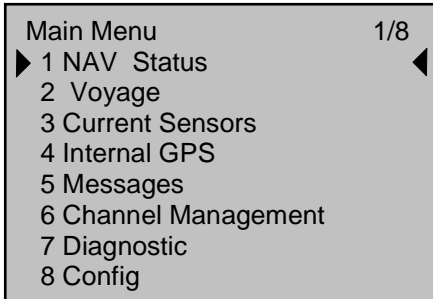 Main Menu 1/8
1 NAV Status
2 Voyage
3 Current Sensors
4 Internal GPS
5 Messages
6 Channel Management
7 Diagnostic
8 Config